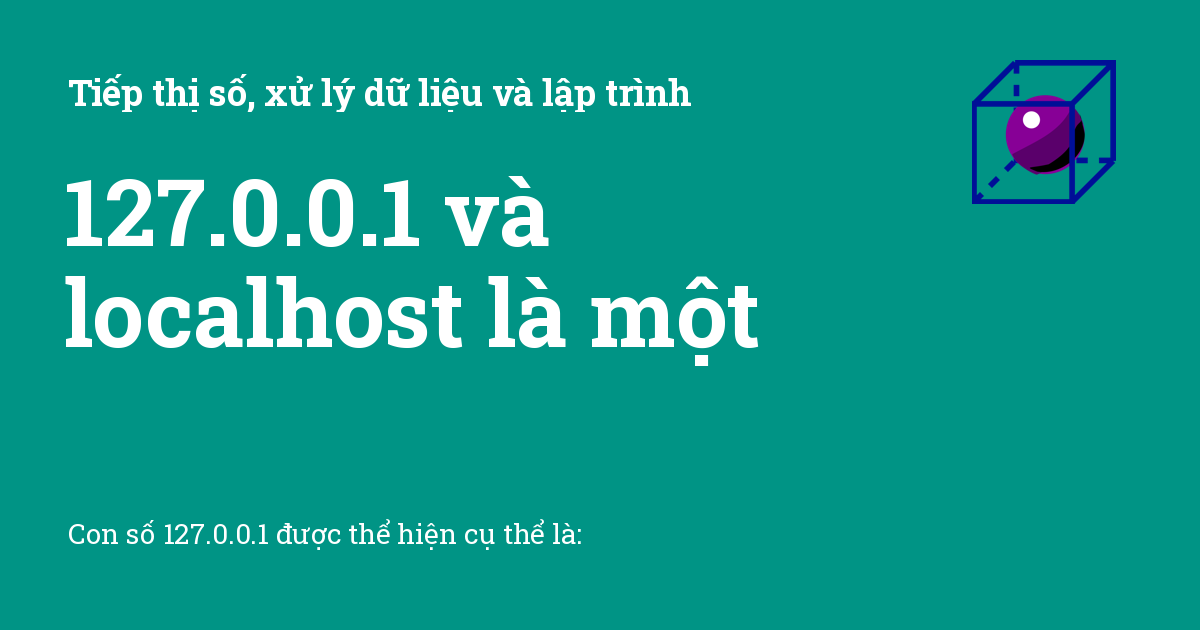 Tiếp thị số, xử lý dữ liệu và lập trình
127.0.0.1 và
localhost là một
Con số 127.0.0.1 được thể hiện cụ thể là: